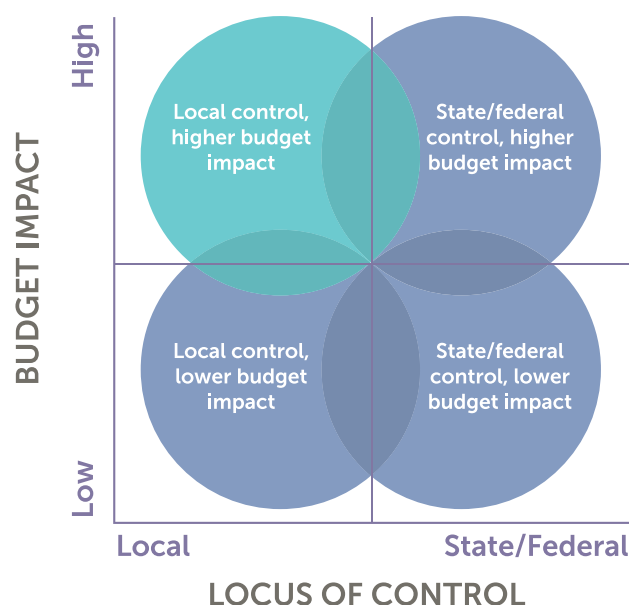 High
Local control,
higher budget
impact
State/federal
control, higher
budget impact
BUDGET IMPACT
Local control,
lower budget
impact
State/federal
control, lower
budget impact
Low
Local
State/Federal
LOCUS OF CONTROL